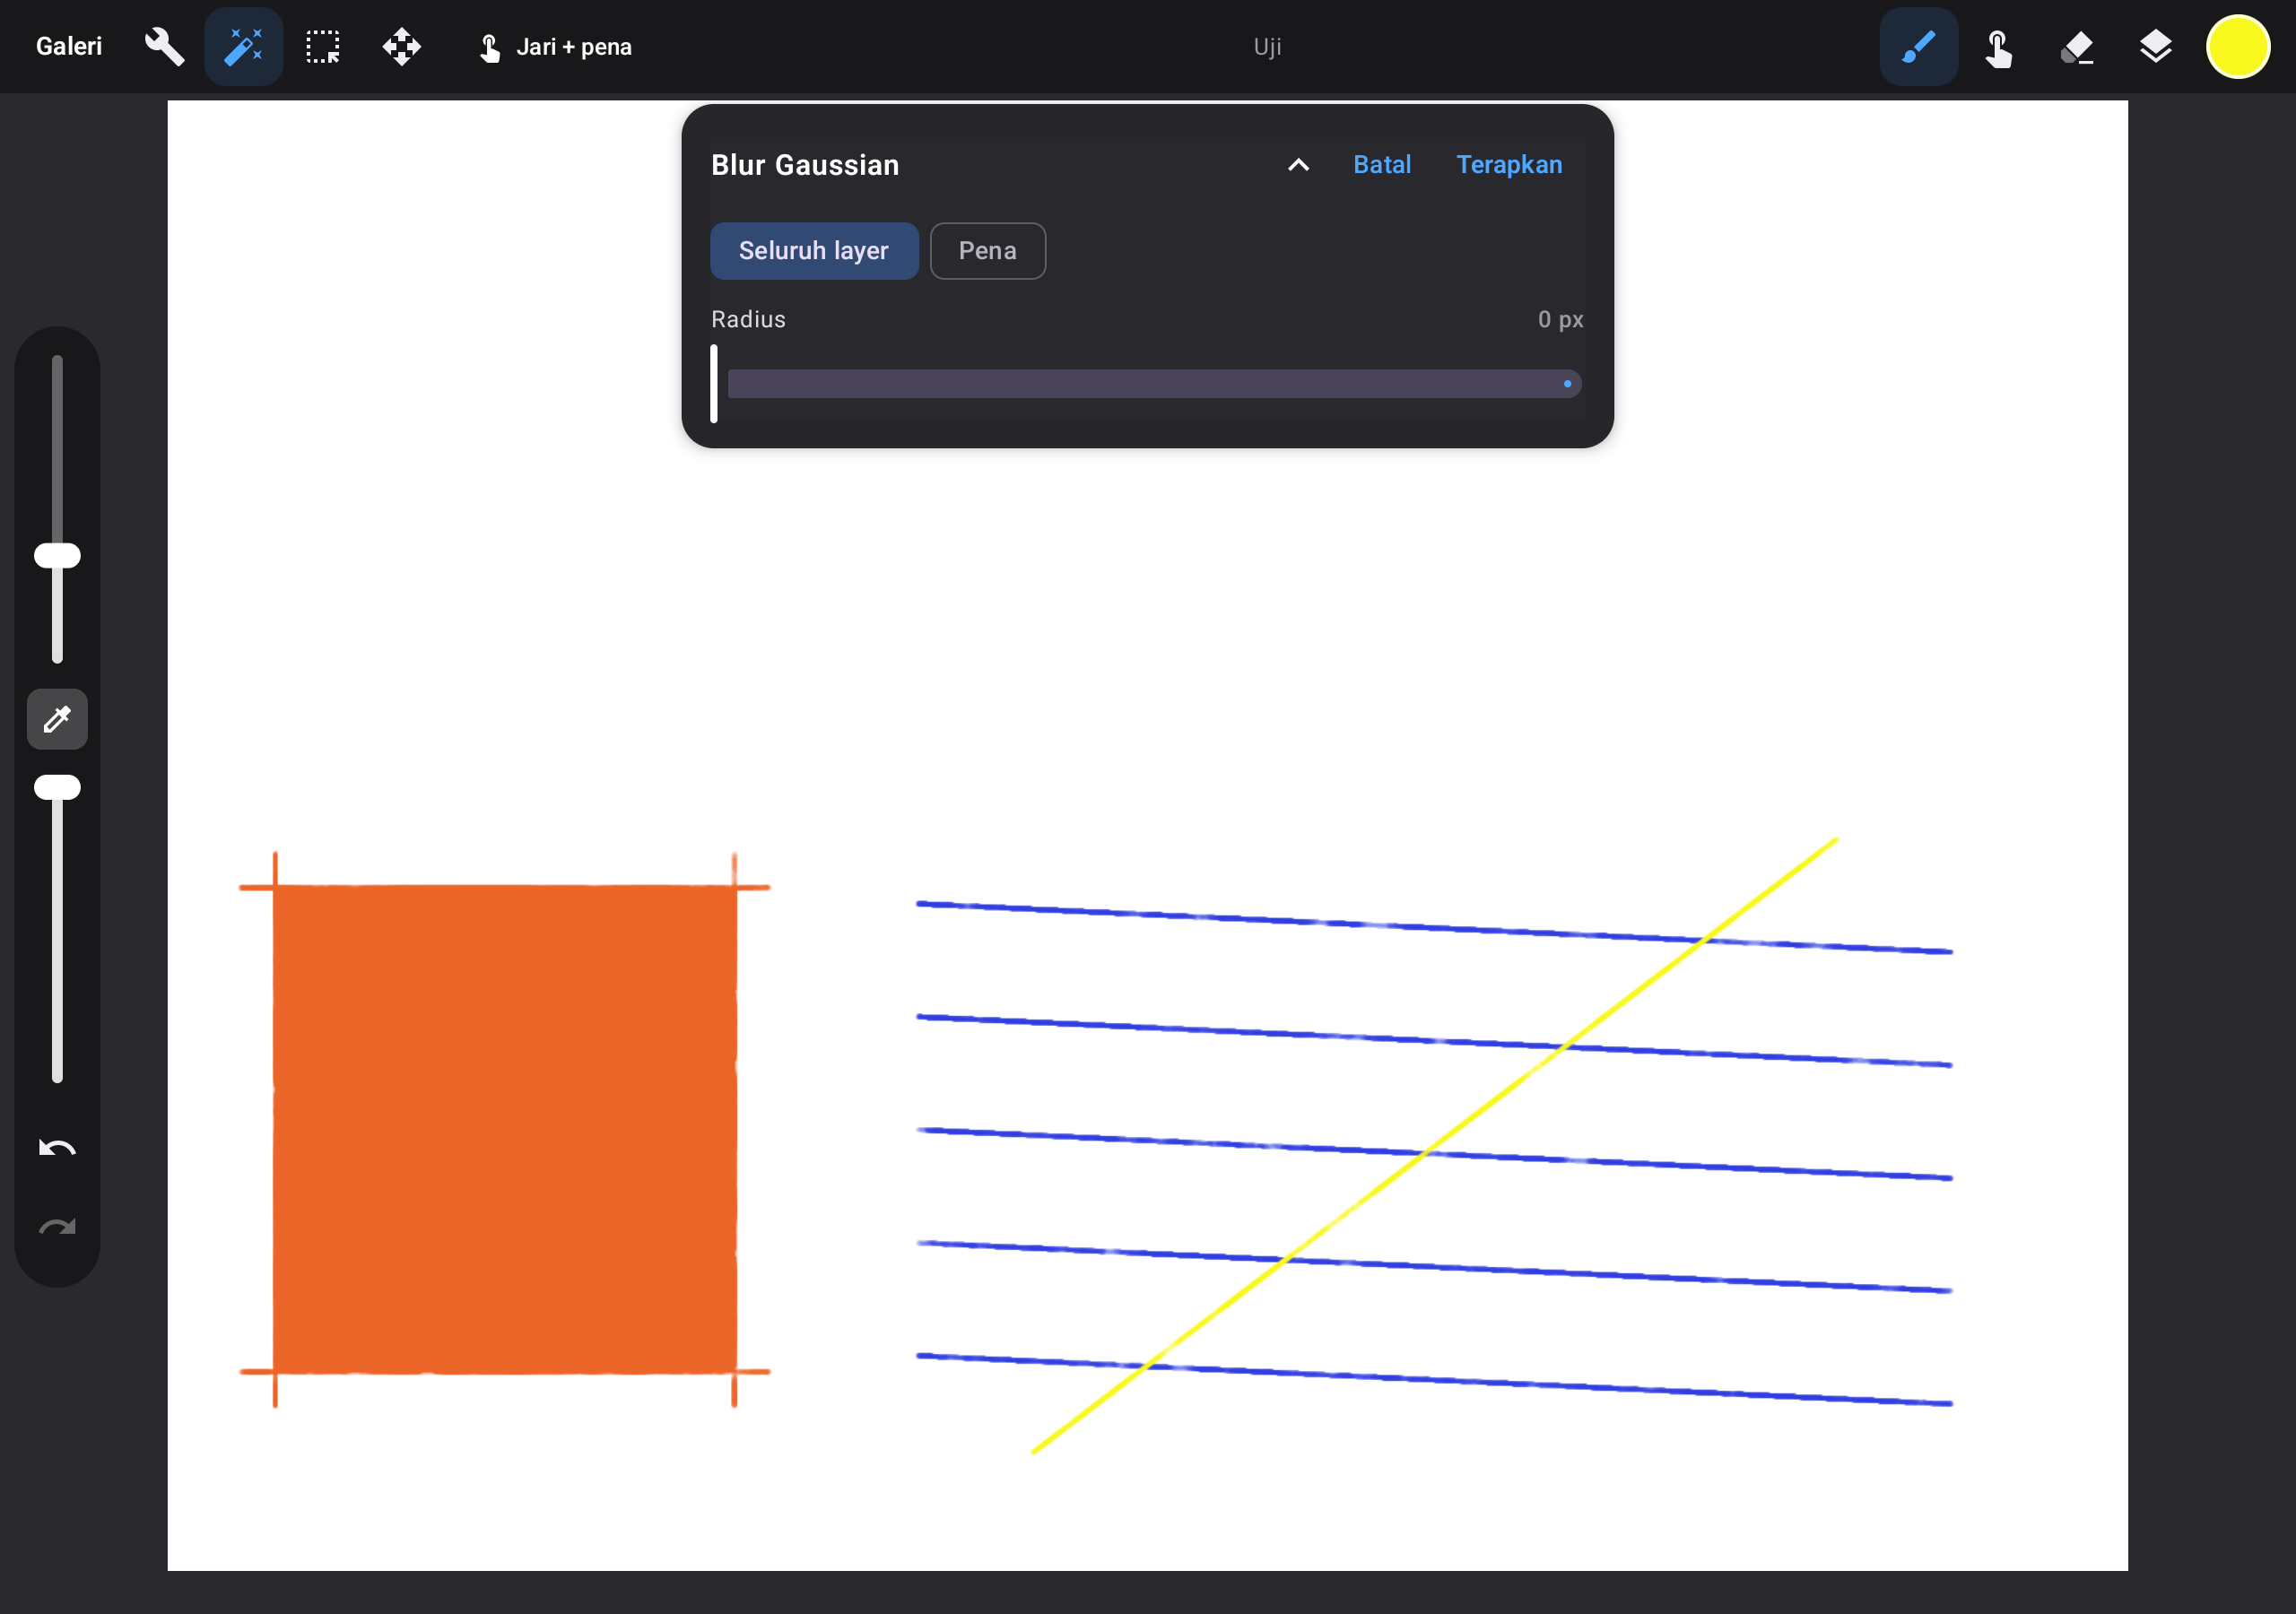 Galeri
Jari + pena
Uji
Blur Gaussian
Batal
Terapkan
Seluruh layer
Pena
Radius
0 px